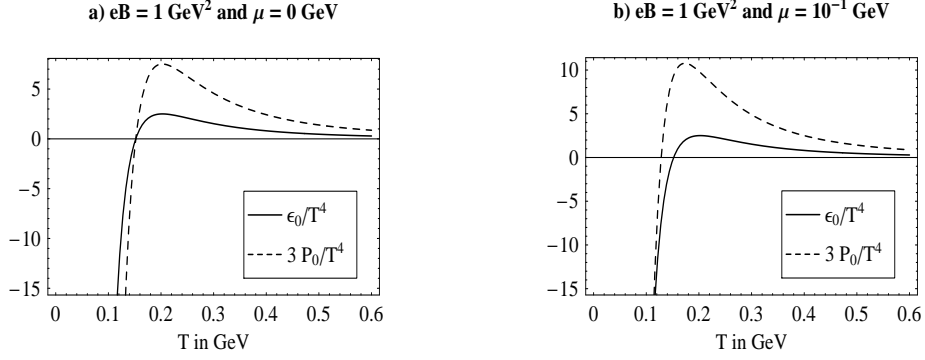 a) eB = 1 GeV² and μ = 0 GeV
5
0
−5
−10
−15
ϵ₀/T⁴
3 P₀/T⁴
0 0.1 0.2 0.3 0.4 0.5 0.6
T in GeV
b) eB = 1 GeV² and μ = 10⁻¹ GeV
10
5
0
−5
−10
−15
ϵ₀/T⁴
3 P₀/T⁴
0 0.1 0.2 0.3 0.4 0.5 0.6
T in GeV